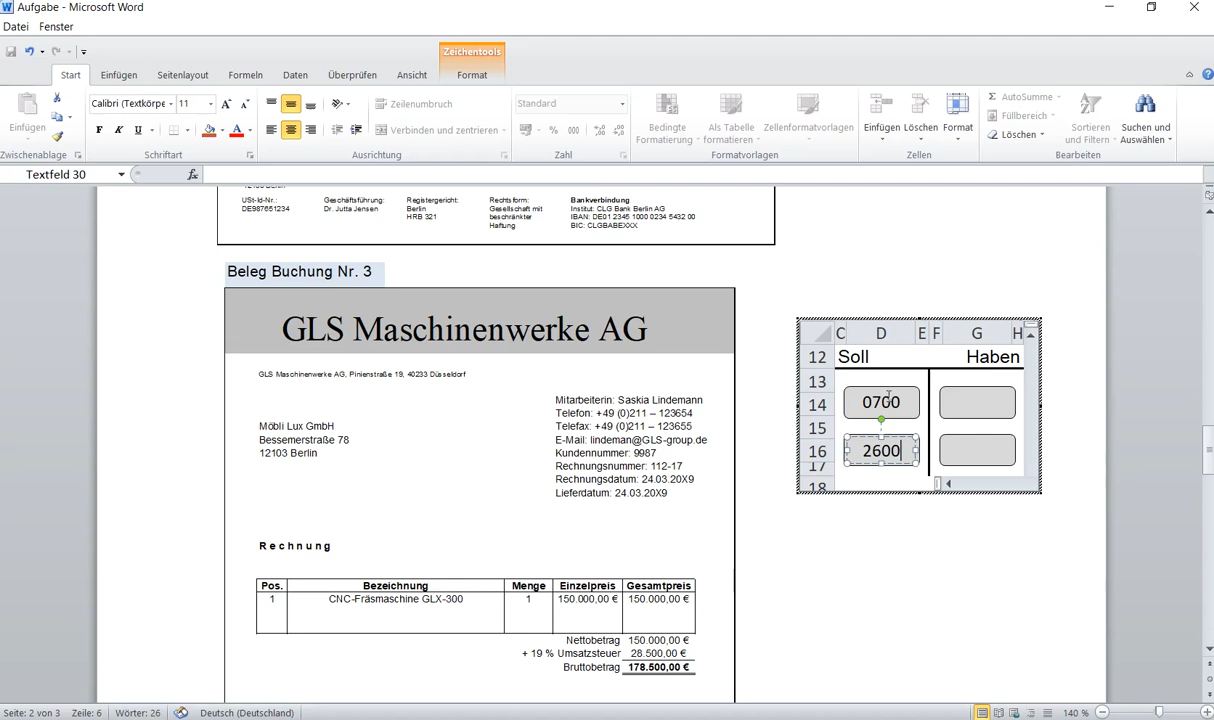 Aufgabe - Microsoft Word
Datei Fenster
Zeichentools
Start Einfügen Seitenlayout Formeln Daten Überprüfen Ansicht Format
Einfügen
Zwischenablage
Calibri (Textkörpe 11
F K U
Schriftart
Zeilenumbruch
Verbinden und zentrieren
Ausrichtung
Standard
% 000
Zahl
Bedingte Formatierung
Als Tabelle formatieren
Zellenformatvorlagen
Formatvorlagen
Einfügen Löschen Format
Zellen
Σ AutoSumme
Füllbereich
Löschen
Sortieren und Filtern
Suchen und Auswählen
Bearbeiten
Textfeld 30
fx
USt-Id-Nr.:
DE987651234
Geschäftsführung:
Dr. Jutta Jensen
Registergericht:
Berlin
HRB 321
Rechtsform:
Gesellschaft mit
beschränkter
Haftung
Bankverbindung
Institut: CLG Bank Berlin AG
IBAN: DE01 2345 1000 0234 5432 00
BIC: CLGBABEXXX
Beleg Buchung Nr. 3
GLS Maschinenwerke AG
GLS Maschinenwerke AG, Pinienstraße 19, 40233 Düsseldorf
Möbli Lux GmbH
Bessemerstraße 78
12103 Berlin
Mitarbeiterin: Saskia Lindemann
Telefon: +49 (0)211 – 123654
Telefax: +49 (0)211 – 123655
E-Mail: lindeman@GLS-group.de
Kundennummer: 9987
Rechnungsnummer: 112-17
Rechnungsdatum: 24.03.20X9
Lieferdatum: 24.03.20X9
Rechnung
Pos. Bezeichnung Menge Einzelpreis Gesamtpreis
1 CNC-Fräsmaschine GLX-300 1 150.000,00 € 150.000,00 €
Nettobetrag 150.000,00 €
+ 19 % Umsatzsteuer 28.500,00 €
Bruttobetrag 178.500,00 €
C D E F G H
12 Soll Haben
13
14 0700
15
16 2600
17
18
Seite: 2 von 3 Zeile: 6 Wörter: 26 Deutsch (Deutschland) 140 %